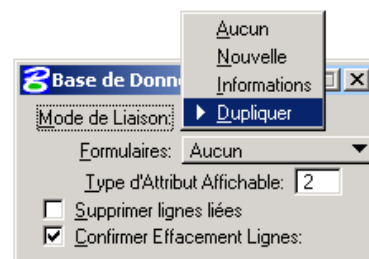 Aucun
Nouvelle
Informations
Base de Donn
Dupliquer
Mode de Liaison:
Formulaires: Aucun
Type d'Attribut Affichable: 2
Supprimer lignes liées
Confirmer Effacement Lignes: